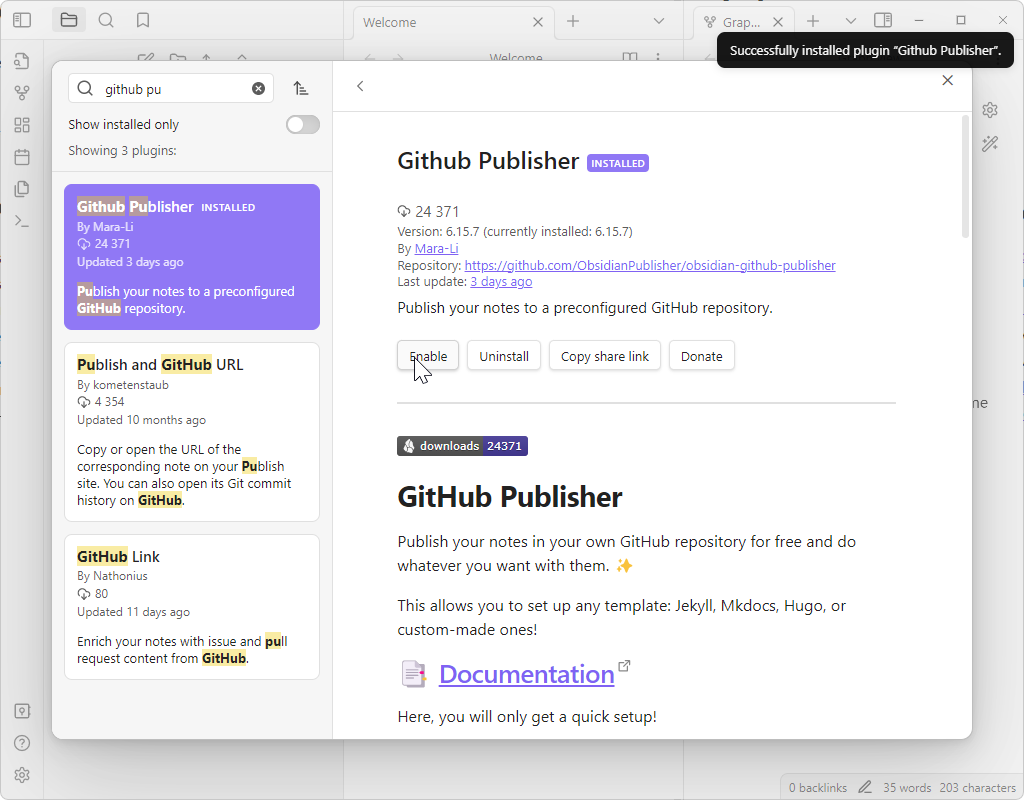 Welcome
Grap...
Welcome
Successfully installed plugin “Github Publisher”.
github pu
Show installed only
Showing 3 plugins:
Github Publisher INSTALLED
By Mara-Li
24 371
Updated 3 days ago
Publish your notes to a preconfigured
GitHub repository.
Publish and GitHub URL
By kometenstaub
4 354
Updated 10 months ago
Copy or open the URL of the
corresponding note on your Publish
site. You can also open its Git commit
history on GitHub.
GitHub Link
By Nathonius
80
Updated 11 days ago
Enrich your notes with issue and pull
request content from GitHub.
Github Publisher INSTALLED
24 371
Version: 6.15.7 (currently installed: 6.15.7)
By Mara-Li
Repository: https://github.com/ObsidianPublisher/obsidian-github-publisher
Last update: 3 days ago
Publish your notes to a preconfigured GitHub repository.
Enable Uninstall Copy share link Donate
downloads 24371
GitHub Publisher
Publish your notes in your own GitHub repository for free and do
whatever you want with them. ✨
This allows you to set up any template: Jekyll, Mkdocs, Hugo, or
custom-made ones!
Documentation
Here, you will only get a quick setup!
0 backlinks 35 words 203 characters